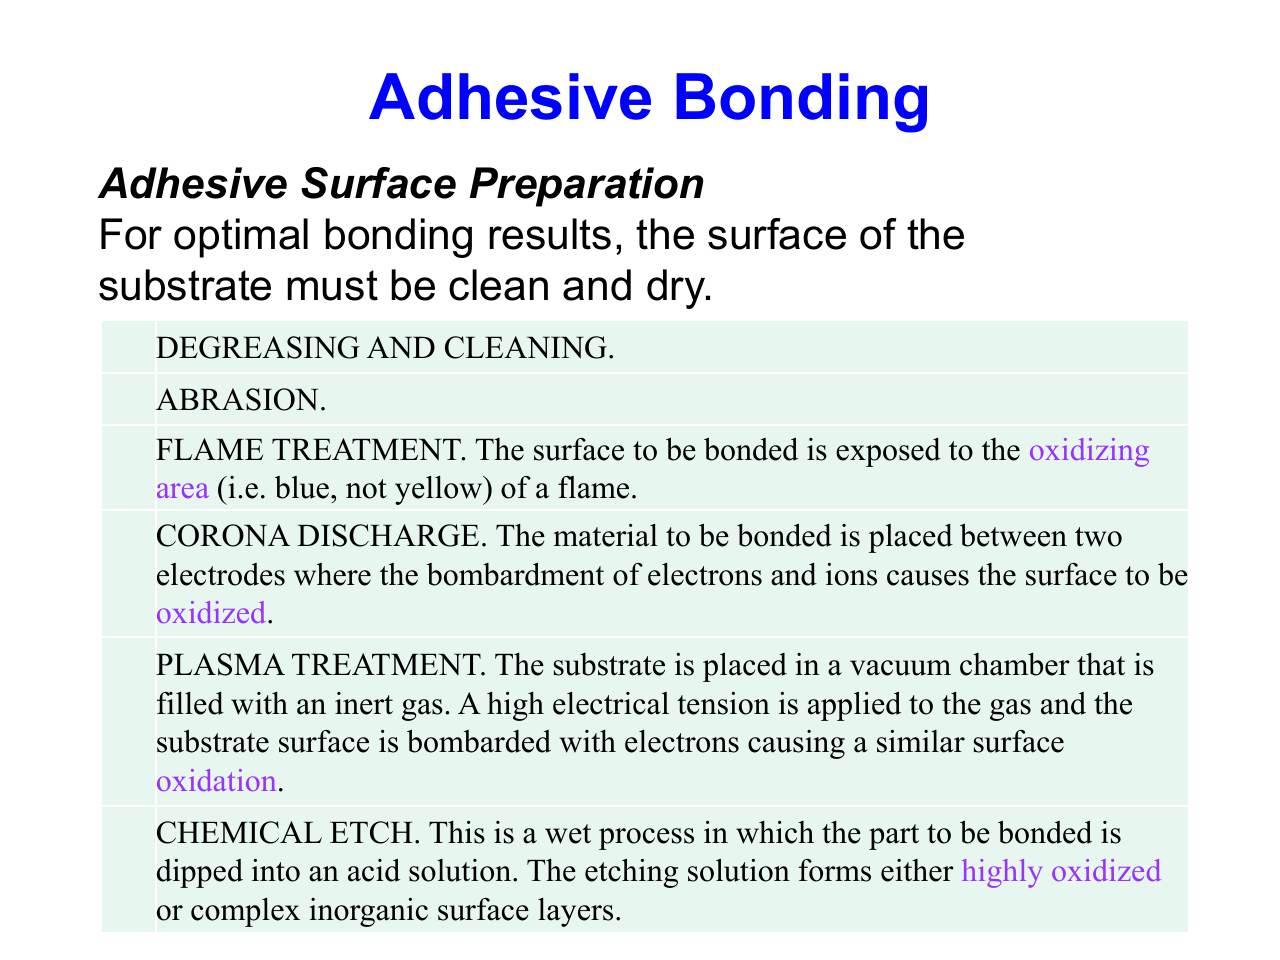 Adhesive Bonding
Adhesive Surface Preparation
For optimal bonding results, the surface of the
substrate must be clean and dry.
DEGREASING AND CLEANING.
ABRASION.
FLAME TREATMENT. The surface to be bonded is exposed to the oxidizing
area (i.e. blue, not yellow) of a flame.
CORONA DISCHARGE. The material to be bonded is placed between two
electrodes where the bombardment of electrons and ions causes the surface to be
oxidized.
PLASMA TREATMENT. The substrate is placed in a vacuum chamber that is
filled with an inert gas. A high electrical tension is applied to the gas and the
substrate surface is bombarded with electrons causing a similar surface
oxidation.
CHEMICAL ETCH. This is a wet process in which the part to be bonded is
dipped into an acid solution. The etching solution forms either highly oxidized
or complex inorganic surface layers.